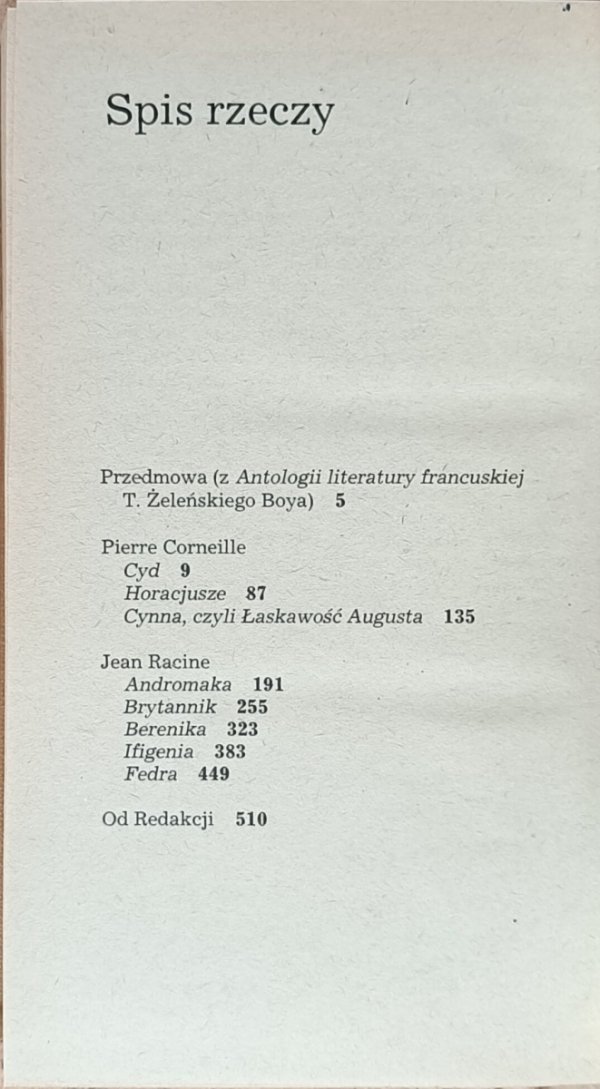 Spis rzeczy
Przedmowa (z Antologii literatury francuskiej
T. Żeleńskiego Boya) 5
Pierre Corneille
Cyd 9
Horacjusze 87
Cynna, czyli Łaskawość Augusta 135
Jean Racine
Andromaka 191
Brytannik 255
Berenika 323
Ifigenia 383
Fedra 449
Od Redakcji 510